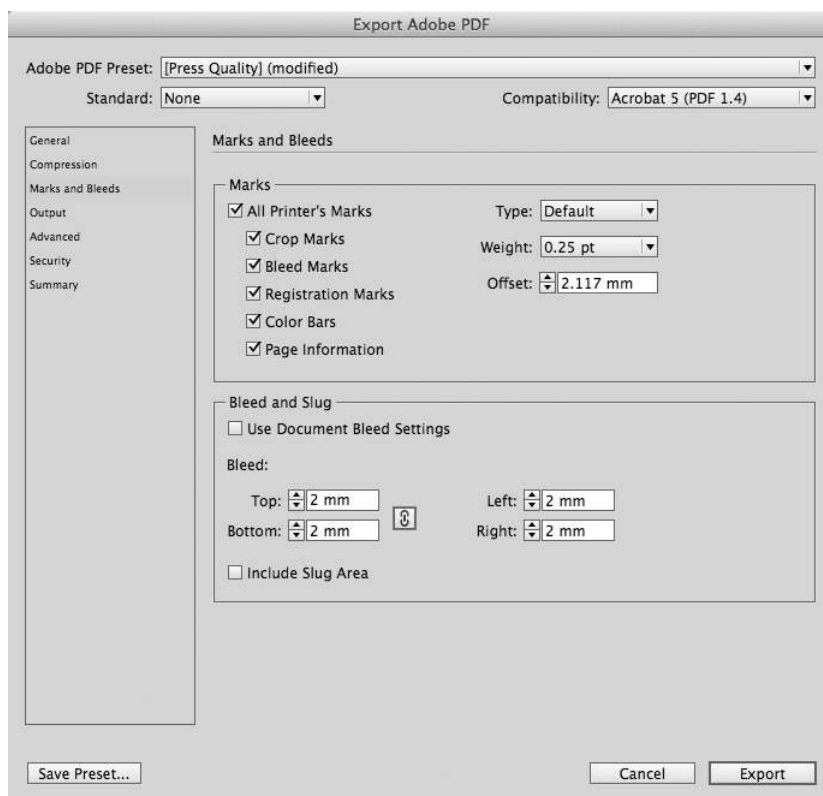 Export Adobe PDF
Adobe PDF Preset: [Press Quality] (modified)
Standard: None
Compatibility: Acrobat 5 (PDF 1.4)
General
Compression
Marks and Bleeds
Output
Advanced
Security
Summary
Marks and Bleeds
Marks
All Printer's Marks
Crop Marks
Bleed Marks
Registration Marks
Color Bars
Page Information
Type: Default
Weight: 0.25 pt
Offset: 2.117 mm
Bleed and Slug
Use Document Bleed Settings
Bleed:
Top: 2 mm
Bottom: 2 mm
Left: 2 mm
Right: 2 mm
Include Slug Area
Save Preset...
Cancel
Export